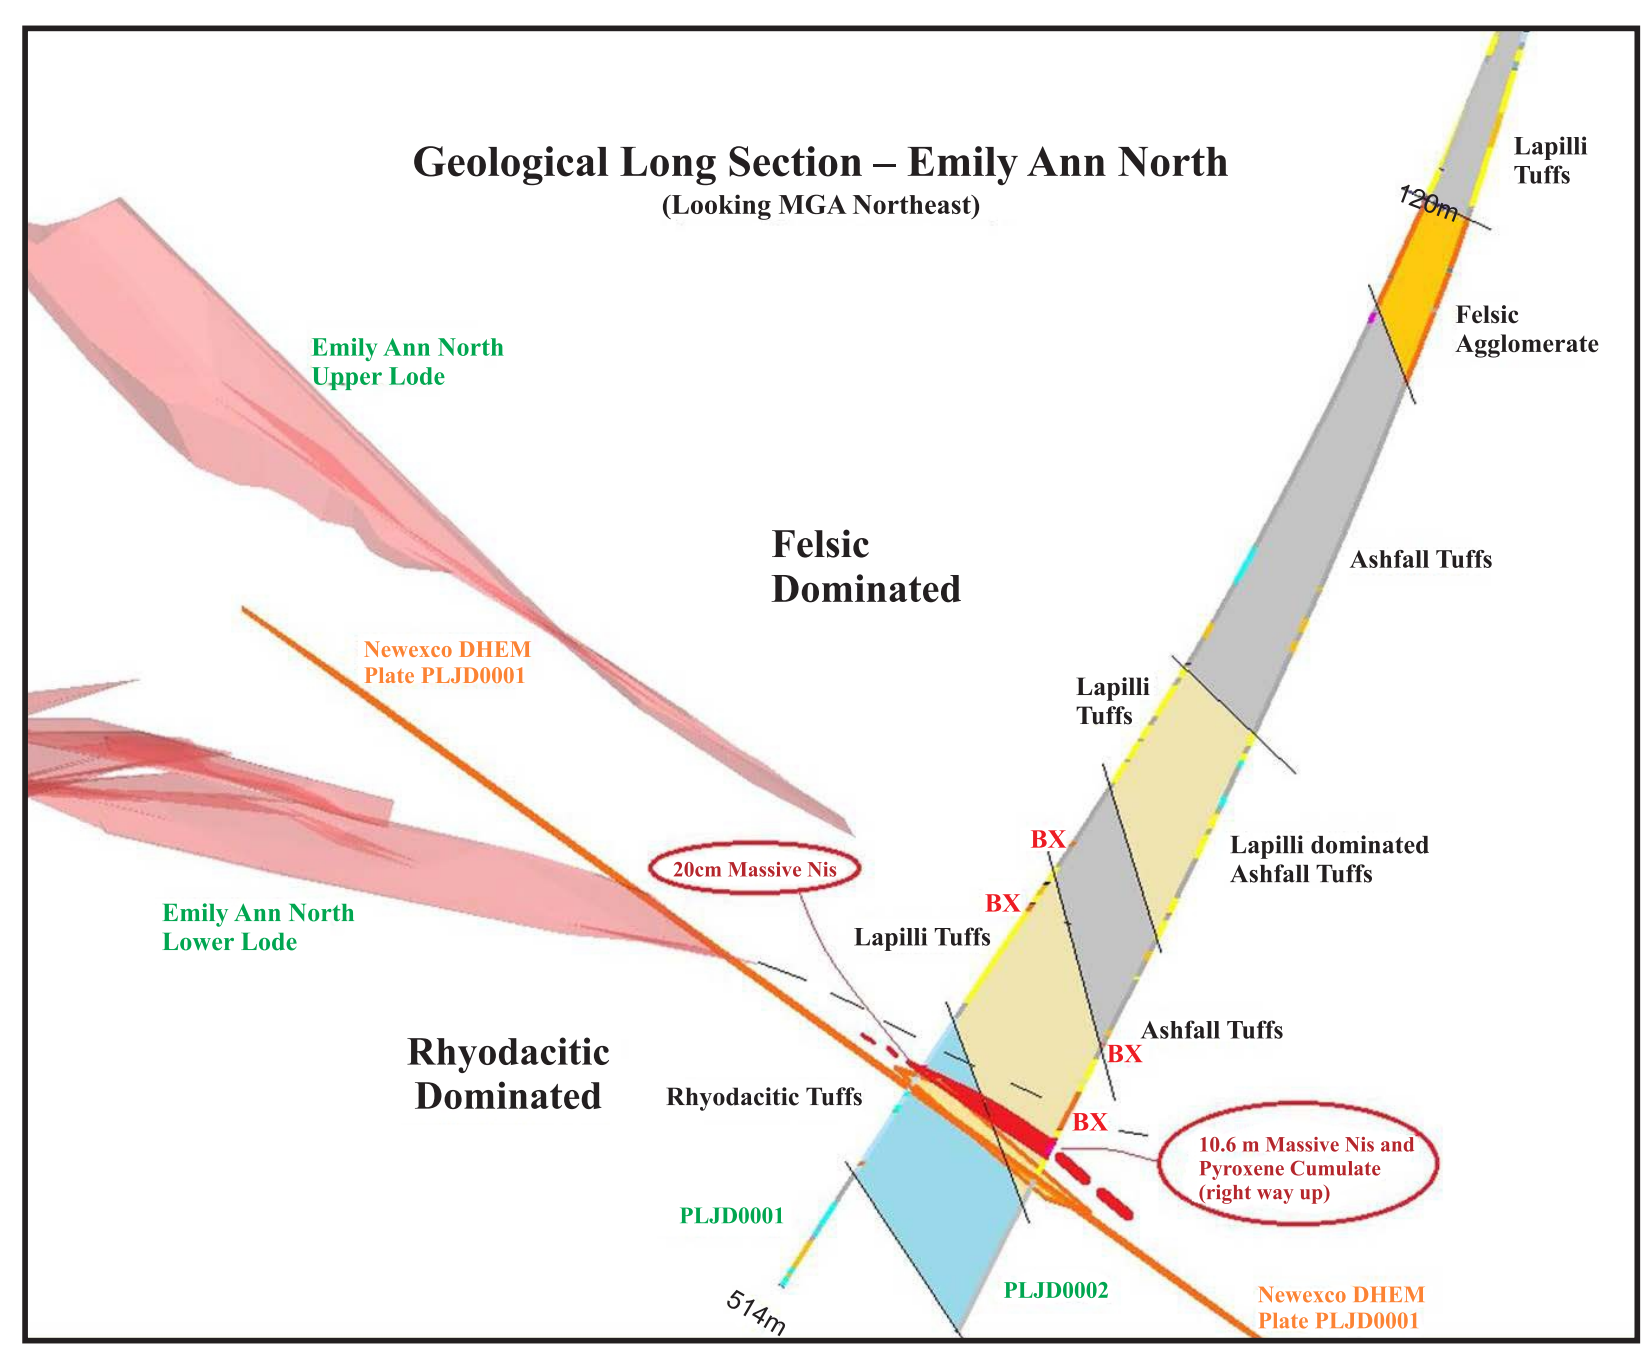 Geological Long Section – Emily Ann North
(Looking MGA Northeast)
Lapilli
Tuffs
120m
Felsic
Agglomerate
Emily Ann North
Upper Lode
Felsic
Dominated
Ashfall Tuffs
Newexco DHEM
Plate PLJD0001
Lapilli
Tuffs
BX
Lapilli dominated
Ashfall Tuffs
20cm Massive Nis
BX
Emily Ann North
Lower Lode
Lapilli Tuffs
Ashfall Tuffs
BX
Rhyodacitic
Dominated
Rhyodacitic Tuffs
BX
10.6 m Massive Nis and
Pyroxene Cumulate
(right way up)
PLJD0001
PLJD0002
514m
Newexco DHEM
Plate PLJD0001